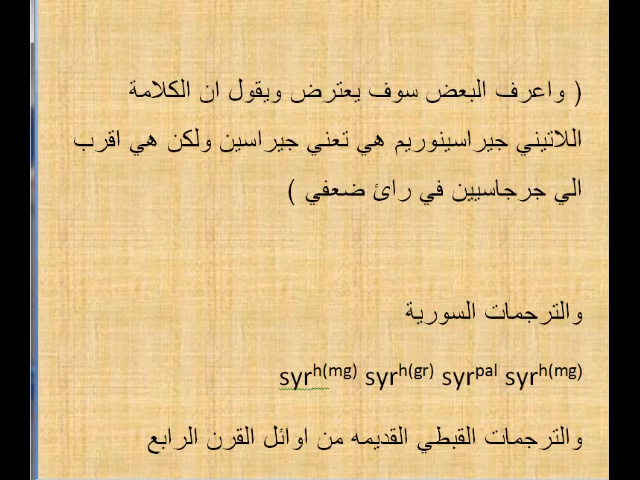 ( واعرف البعض سوف يعترض ويقول ان الكلامة
اللاتيني جيراسينوريم هي تعني جيراسين ولكن هي اقرب
الي جرجاسيين في رائ ضعفي )
والترجمات السورية
syrh(mg) syrh(gr) syrpal syrh(mg)
والترجمات القبطي القديمه من اوائل القرن الرابع